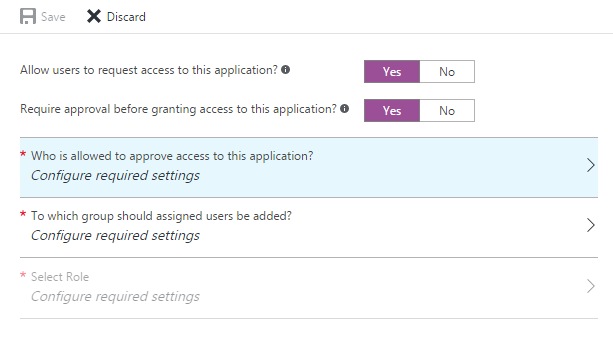 Save Discard
Allow users to request access to this application? Yes No
Require approval before granting access to this application? Yes No
* Who is allowed to approve access to this application?
Configure required settings
* To which group should assigned users be added?
Configure required settings
* Select Role
Configure required settings